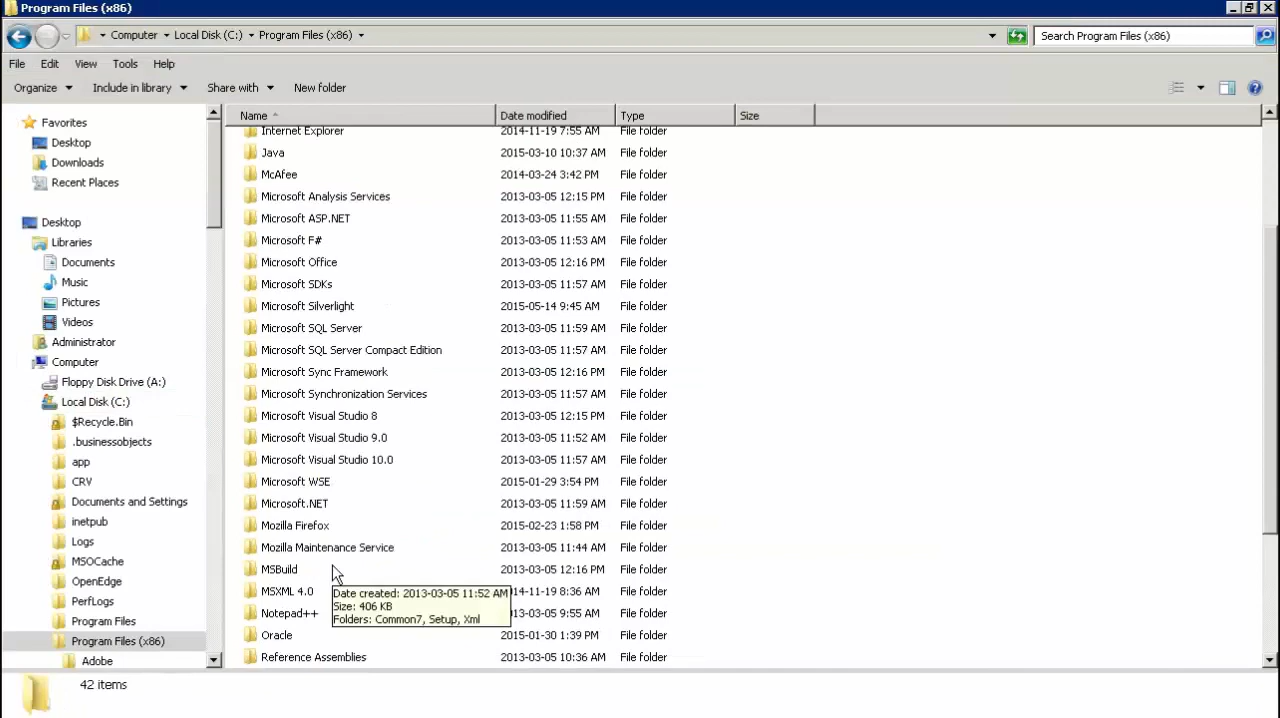 Program Files (x86)
Computer Local Disk (C:) Program Files (x86)
Search Program Files (x86)
File Edit View Tools Help
Organize Include in library Share with New folder
Favorites
Desktop
Downloads
Recent Places
Desktop
Libraries
Documents
Music
Pictures
Videos
Administrator
Computer
Floppy Disk Drive (A:)
Local Disk (C:)
$Recycle.Bin
.businessobjects
app
CRV
Documents and Settings
inetpub
Logs
MSOCache
OpenEdge
PerfLogs
Program Files
Program Files (x86)
Adobe
Name Date modified Type Size
Internet Explorer 2014-11-19 7:55 AM File folder
Java 2015-03-10 10:37 AM File folder
McAfee 2014-03-24 3:42 PM File folder
Microsoft Analysis Services 2013-03-05 12:15 PM File folder
Microsoft ASP.NET 2013-03-05 11:55 AM File folder
Microsoft F# 2013-03-05 11:53 AM File folder
Microsoft Office 2013-03-05 12:16 PM File folder
Microsoft SDKs 2013-03-05 11:57 AM File folder
Microsoft Silverlight 2015-05-14 9:45 AM File folder
Microsoft SQL Server 2013-03-05 11:59 AM File folder
Microsoft SQL Server Compact Edition 2013-03-05 11:57 AM File folder
Microsoft Sync Framework 2013-03-05 12:16 PM File folder
Microsoft Synchronization Services 2013-03-05 11:57 AM File folder
Microsoft Visual Studio 8 2013-03-05 12:15 PM File folder
Microsoft Visual Studio 9.0 2013-03-05 11:52 AM File folder
Microsoft Visual Studio 10.0 2013-03-05 11:57 AM File folder
Microsoft WSE 2015-01-29 3:54 PM File folder
Microsoft.NET 2013-03-05 11:59 AM File folder
Mozilla Firefox 2015-02-23 1:58 PM File folder
Mozilla Maintenance Service 2013-03-05 11:44 AM File folder
MSBuild 2013-03-05 12:16 PM File folder
MSXML 4.0 14-11-19 8:36 AM File folder
Notepad++ 13-03-05 9:55 AM File folder
Oracle 2015-01-30 1:39 PM File folder
Reference Assemblies 2013-03-05 10:36 AM File folder
Date created: 2013-03-05 11:52 AM
Size: 406 KB
Folders: Common7, Setup, Xml
42 items